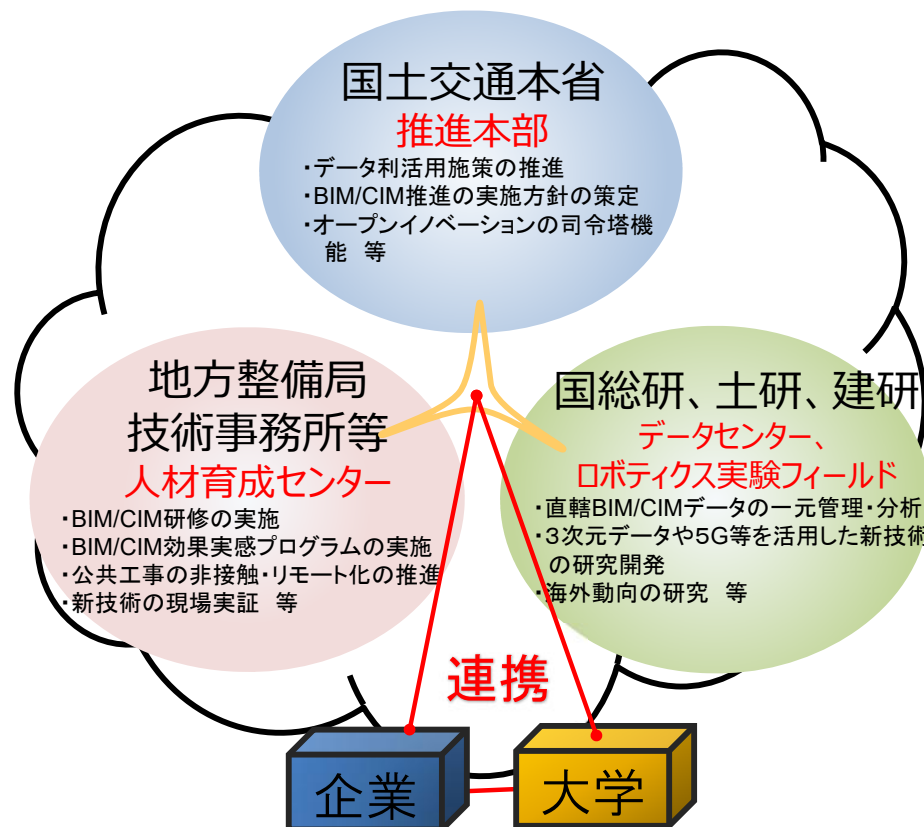 国土交通本省
推進本部
・データ利活用施策の推進
・BIM/CIM推進の実施方針の策定
・オープンイノベーションの司令塔機
能　等
地方整備局
技術事務所等
人材育成センター
・BIM/CIM研修の実施
・BIM/CIM効果実感プログラムの実施
・公共工事の非接触・リモート化の推進
・新技術の現場実証　等
国総研、土研、建研
データセンター、
ロボティクス実験フィールド
・直轄BIM/CIMデータの一元管理・分析
・3次元データや5G等を活用した新技術
の研究開発
・海外動向の研究　等
連携
企業
大学